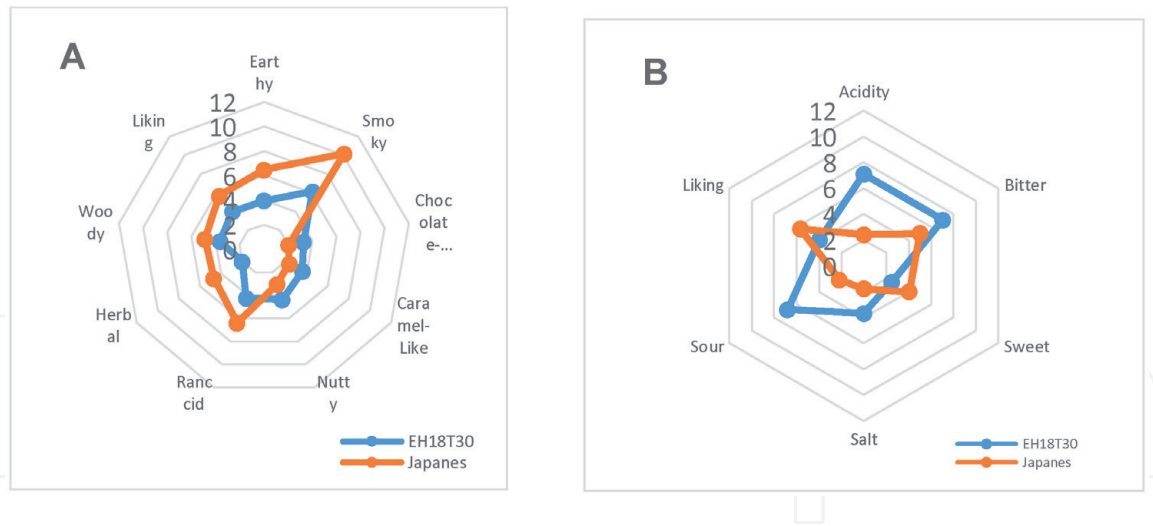 A
Eart
hy
Smo
ky
Choc
olat
e-...
Cara
mel-
Like
Nutt
y
Ranc
cid
Herb
al
Woo
dy
Likin
g
12
10
8
6
4
2
0
EH18T30
Japanes
B
Acidity
Bitter
Sweet
Salt
Sour
Liking
12
10
8
6
4
2
0
EH18T30
Japanes